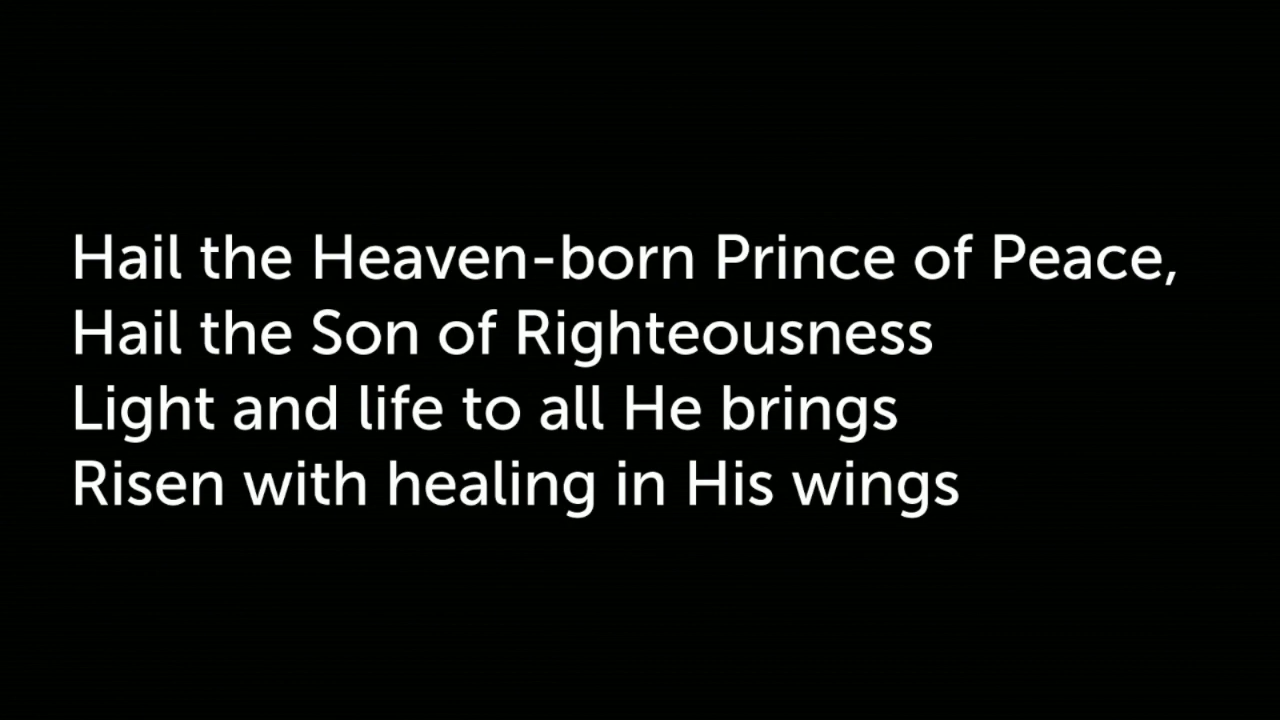 Hail the Heaven-born Prince of Peace,
Hail the Son of Righteousness
Light and life to all He brings
Risen with healing in His wings